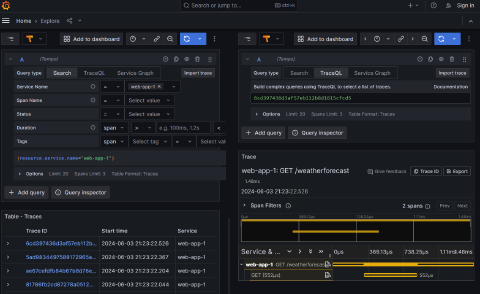 Search or jump to...
ctrl+k
Sign in
Home › Explore
Add to dashboard
A (Tempo)
Query type Search TraceQL Service Graph Import trace
Service Name = web-app-1 ×
Span Name = Select value
Status = Select value
Duration span > e.g. 100ms, 1.2s <
Tags span Select tag = Select value
{resource.service.name="web-app-1"}
Options Limit: 20 Spans Limit: 3 Table Format: Traces
+ Add query Query inspector
Table - Traces
Trace ID Start time Service
2024-06-03 21:23:22.526 web-app-1
2024-06-03 21:23:22.367 web-app-1
2024-06-03 21:23:22.204 web-app-1
2024-06-03 21:23:22.044 web-app-1
Add to dashboard
A (Tempo)
Query type Search TraceQL Service Graph Import trace
Build complex queries using TraceQL to select a list of traces. Documentation
Options Limit: 20 Spans Limit: 3 Table Format: Traces
+ Add query Query inspector
Trace
web-app-1: GET /weatherforecast
Give feedback Trace ID Export
1.48ms
2024-06-03 21:23:22.526
Span Filters 2 spans Prev Next
Service & ... 0µs 369.13µs 738.25µs 1.11ms 1.48ms
web-app-1 GET /weatherforecast
GET (552µs) 552µs